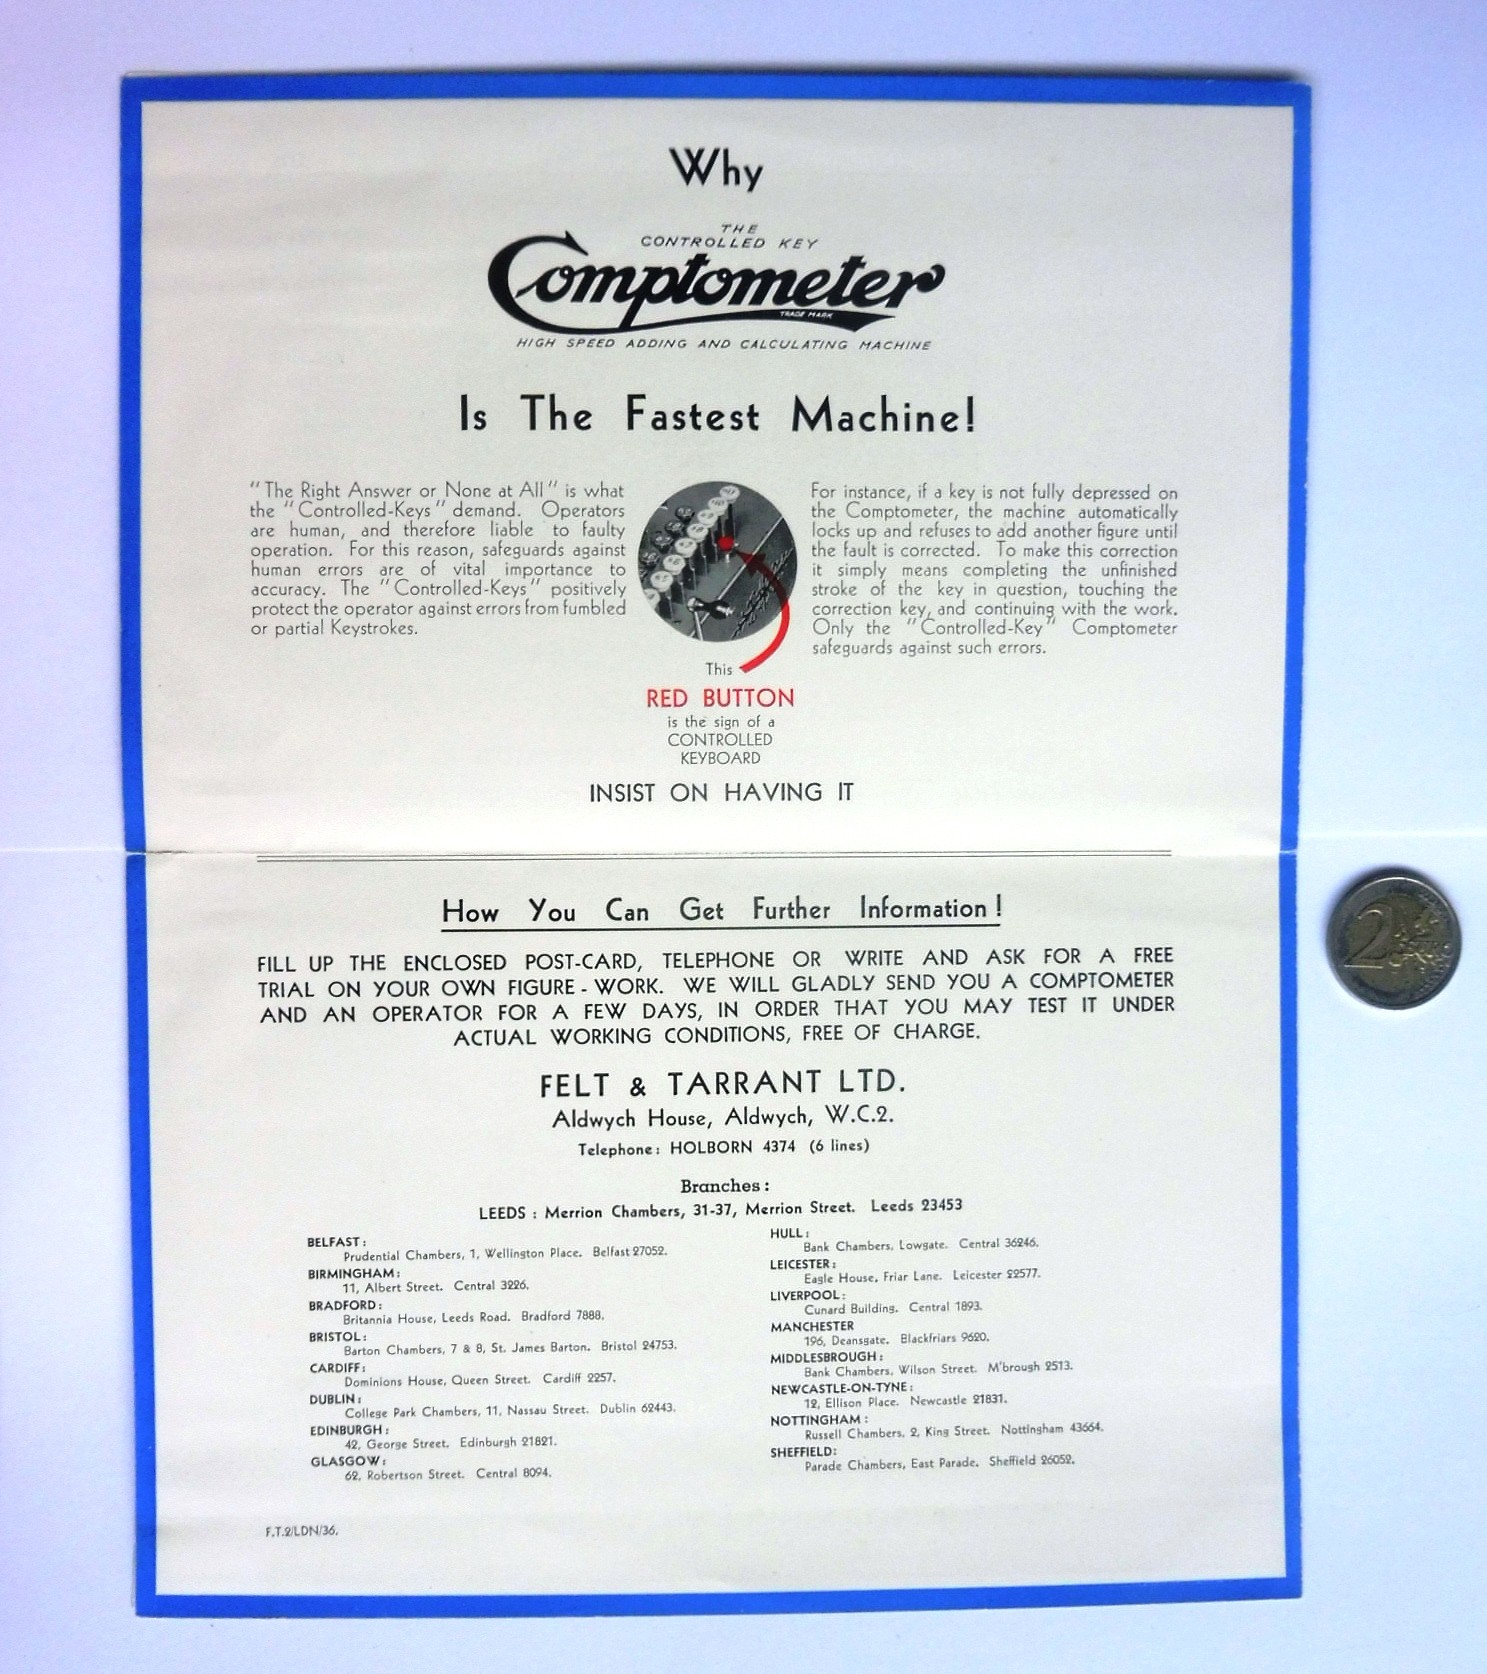 Why
THE
CONTROLLED KEY
Comptometer
TRADE MARK
HIGH SPEED ADDING AND CALCULATING MACHINE
Is The Fastest Machine!
"The Right Answer or None at All" is what
the "Controlled-Keys" demand. Operators
are human, and therefore liable to faulty
operation. For this reason, safeguards against
human errors are of vital importance to
accuracy. The "Controlled-Keys" positively
protect the operator against errors from fumbled
or partial Keystrokes.
For instance, if a key is not fully depressed on
the Comptometer, the machine automatically
locks up and refuses to add another figure until
the fault is corrected. To make this correction
it simply means completing the unfinished
stroke of the key in question, touching the
correction key, and continuing with the work.
Only the "Controlled-Key" Comptometer
safeguards against such errors.
This
RED BUTTON
is the sign of a
CONTROLLED
KEYBOARD
INSIST ON HAVING IT
How You Can Get Further Information!
FILL UP THE ENCLOSED POST-CARD, TELEPHONE OR WRITE AND ASK FOR A FREE
TRIAL ON YOUR OWN FIGURE - WORK. WE WILL GLADLY SEND YOU A COMPTOMETER
AND AN OPERATOR FOR A FEW DAYS, IN ORDER THAT YOU MAY TEST IT UNDER
ACTUAL WORKING CONDITIONS, FREE OF CHARGE.
FELT & TARRANT LTD.
Aldwych House, Aldwych, W.C.2.
Telephone: HOLBORN 4374 (6 lines)
Branches:
LEEDS: Merrion Chambers, 31-37, Merrion Street. Leeds 23453
BELFAST:
Prudential Chambers, 1, Wellington Place. Belfast 27052.
BIRMINGHAM:
11, Albert Street. Central 3226.
BRADFORD:
Britannia House, Leeds Road. Bradford 7888.
BRISTOL:
Barton Chambers, 7 & 8, St. James Barton. Bristol 24753.
CARDIFF:
Dominions House, Queen Street. Cardiff 2257.
DUBLIN:
College Park Chambers, 11, Nassau Street. Dublin 62443.
EDINBURGH:
42, George Street. Edinburgh 21821.
GLASGOW:
62, Robertson Street. Central 8094.
HULL:
Bank Chambers, Lowgate. Central 36246.
LEICESTER:
Eagle House, Friar Lane. Leicester 22577.
LIVERPOOL:
Cunard Building. Central 1893.
MANCHESTER
196, Deansgate. Blackfriars 9620.
MIDDLESBROUGH:
Bank Chambers, Wilson Street. M'brough 2513.
NEWCASTLE-ON-TYNE:
12, Ellison Place. Newcastle 21831.
NOTTINGHAM:
Russell Chambers, 2, King Street. Nottingham 43664.
SHEFFIELD:
Parade Chambers, East Parade. Sheffield 26052.
F.T.2/LDN/36.
2